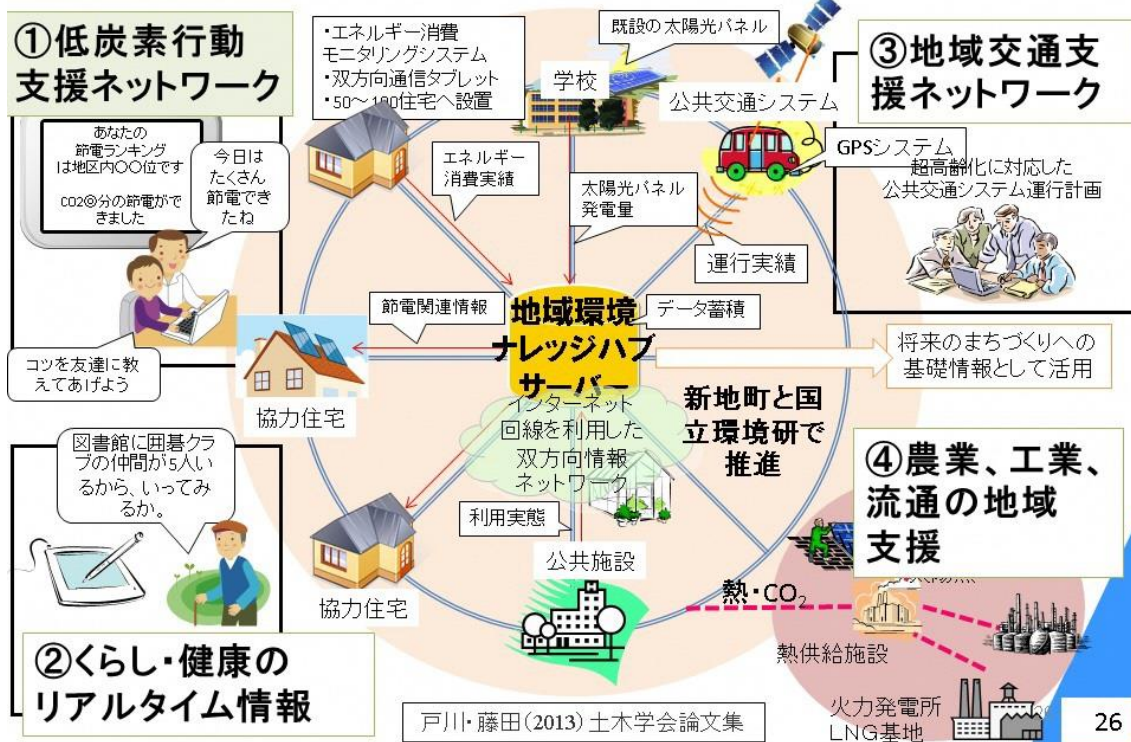 ①低炭素行動
支援ネットワーク
あなたの
節電ランキング
は地区内〇〇位です
CO2◎分の節電がで
きました
今日は
たくさん
節電でき
たね
コツを友達に教
えてあげよう
・エネルギー消費
モニタリングシステム
・双方向通信タブレット
・50～100住宅へ設置
エネルギー
消費実績
既設の太陽光パネル
学校
太陽光パネル
発電量
公共交通システム
GPSシステム
運行実績
③地域交通支
援ネットワーク
超高齢化に対応した
公共交通システム運行計画
節電関連情報
地域環境
ナレッジハブ
サーバー
データ蓄積
将来のまちづくりへの
基礎情報として活用
協力住宅
インターネット
回線を利用した
双方向情報
ネットワーク
新地町と国
立環境研で
推進
図書館に囲碁クラ
ブの仲間が5人い
るから、いってみ
るか。
②くらし・健康の
リアルタイム情報
協力住宅
利用実態
公共施設
④農業、工業、
流通の地域
支援
熱・CO₂
熱供給施設
火力発電所
LNG基地
戸川・藤田(2013)土木学会論文集
26